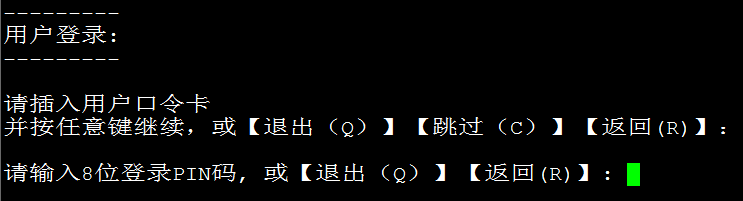 ---------
用户登录：
---------
请插入用户口令卡
并按任意键继续，或【退出（Q）】【跳过（C）】【返回(R)】：
请输入8位登录PIN码, 或【退出（Q）】【返回(R)】：